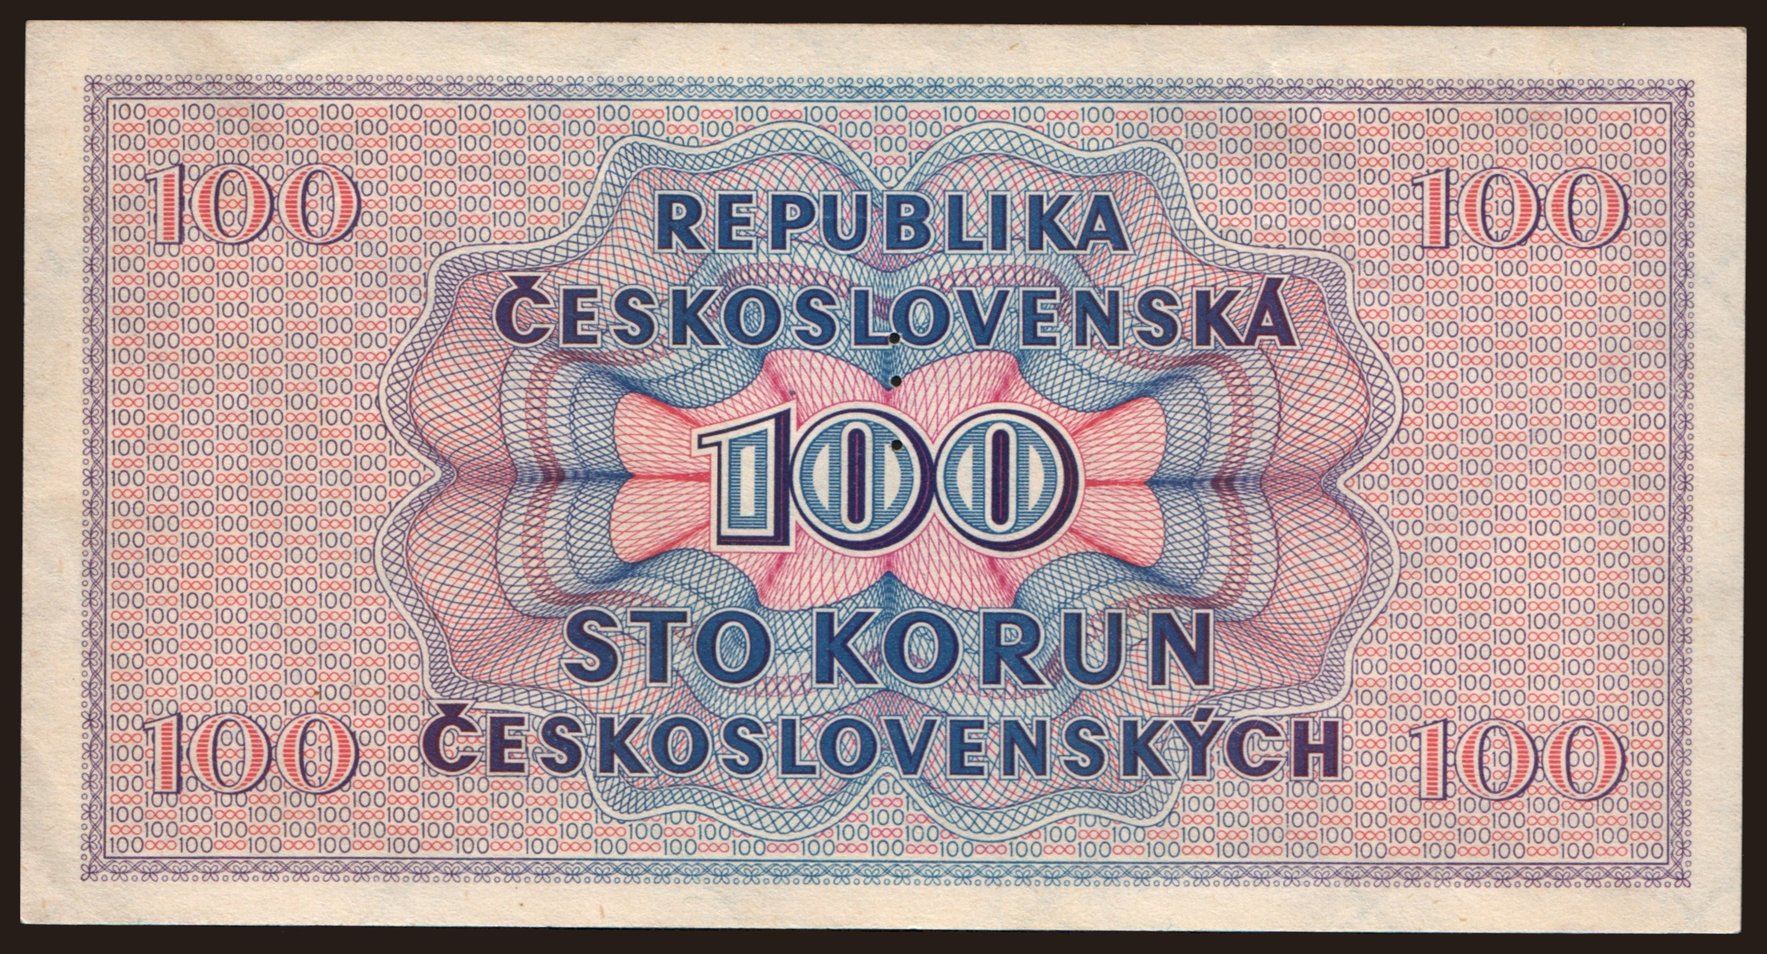 100 100
REPUBLIKA
ČESKOSLOVENSKÁ
100
STO KORUN
ČESKOSLOVENSKÝCH
100 100